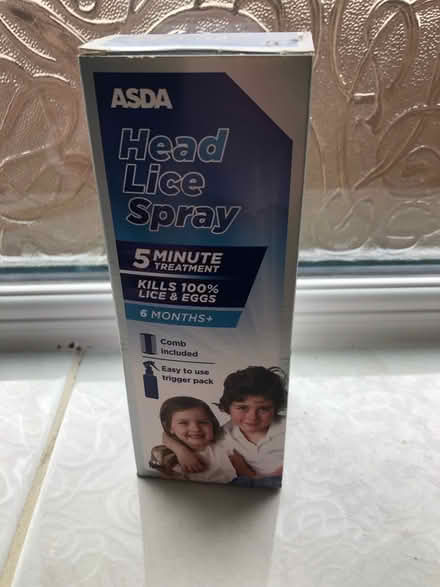 ASDA
Head
Lice
Spray
5 MINUTE
TREATMENT
KILLS 100%
LICE & EGGS
6 MONTHS+
Comb
included
Easy to use
trigger pack